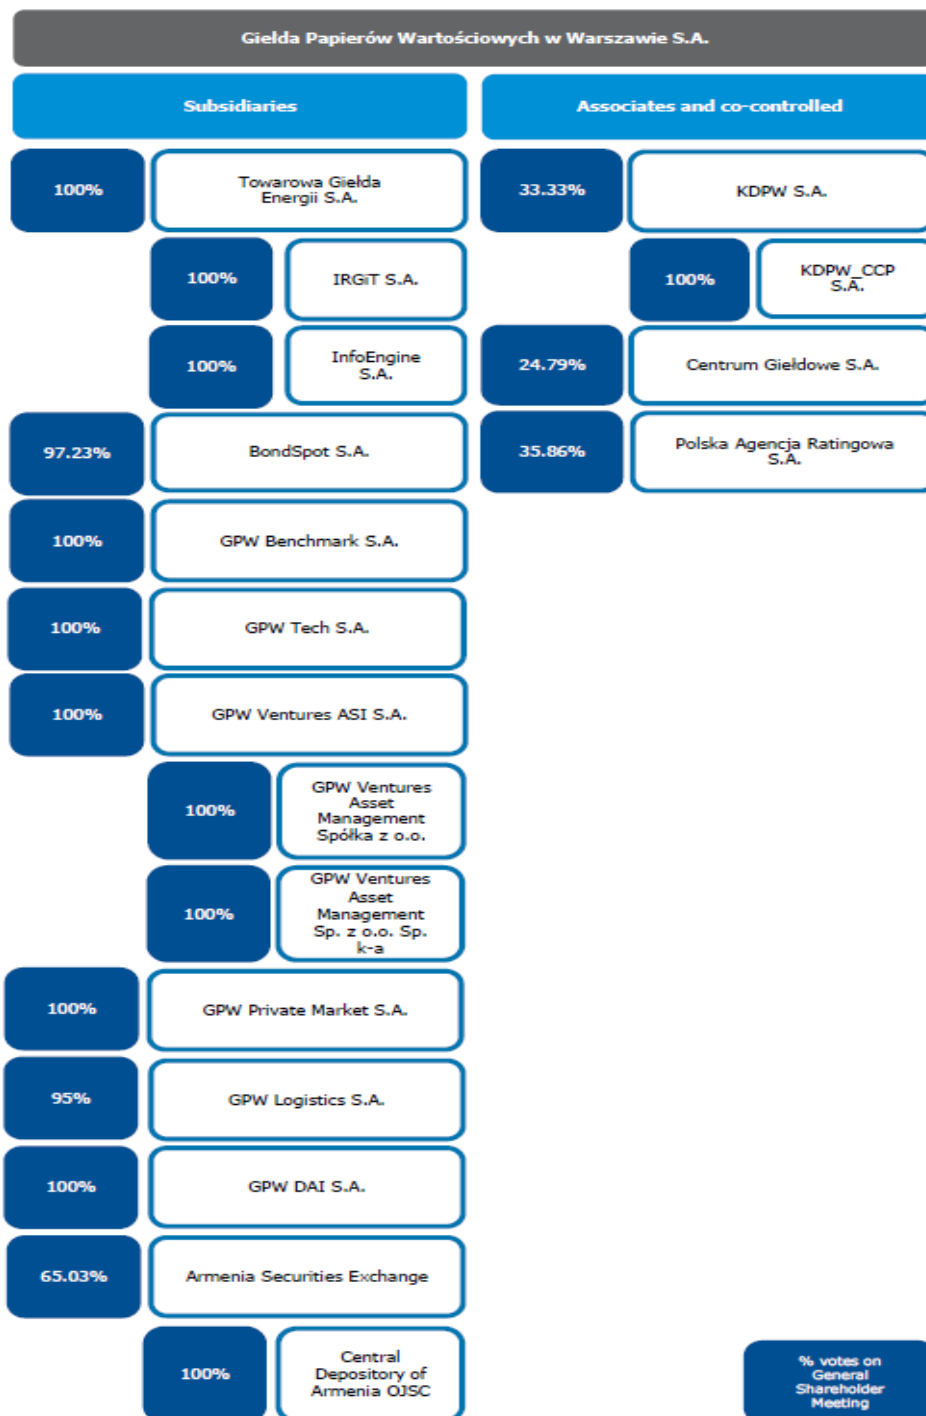 Giełda Papierów Wartościowych w Warszawie S.A.
Subsidiaries
Associates and co-controlled
100%
Towarowa Giełda
Energii S.A.
33.33%
KDPW S.A.
100%
IRGiT S.A.
100%
KDPW_CCP
S.A.
100%
InfoEngine
S.A.
24.79%
Centrum Giełdowe S.A.
97.23%
BondSpot S.A.
35.86%
Polska Agencja Ratingowa
S.A.
100%
GPW Benchmark S.A.
100%
GPW Tech S.A.
100%
GPW Ventures ASI S.A.
100%
GPW Ventures
Asset
Management
Spółka z o.o.
100%
GPW Ventures
Asset
Management
Sp. z o.o. Sp.
k-a
100%
GPW Private Market S.A.
95%
GPW Logistics S.A.
100%
GPW DAI S.A.
65.03%
Armenia Securities Exchange
100%
Central
Depository of
Armenia OJSC
% votes on
General
Shareholder
Meeting